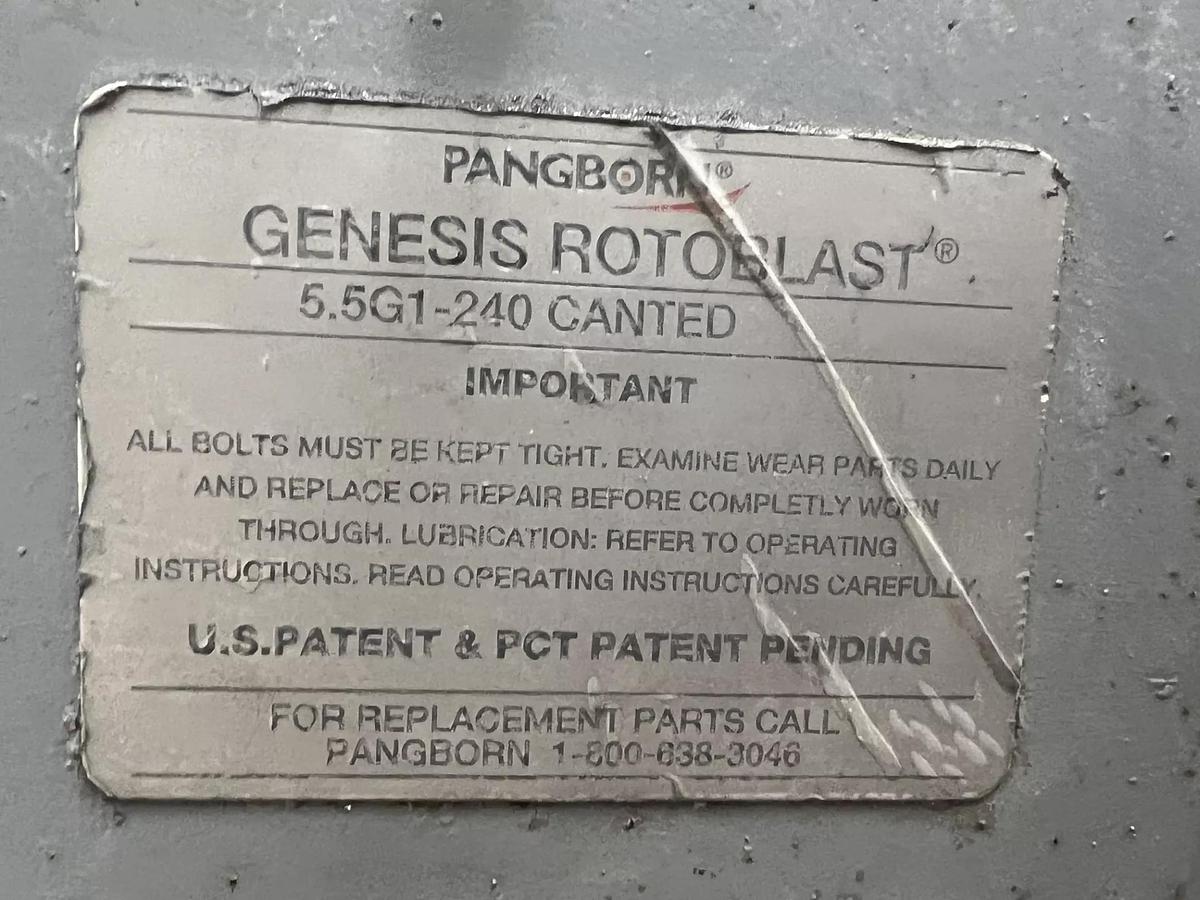 PANGBORN®
GENESIS ROTOBLAST®
5.5G1-240 CANTED
IMPORTANT
ALL BOLTS MUST BE KEPT TIGHT. EXAMINE WEAR PARTS DAILY
AND REPLACE OR REPAIR BEFORE COMPLETLY WORN
THROUGH. LUBRICATION: REFER TO OPERATING
INSTRUCTIONS. READ OPERATING INSTRUCTIONS CAREFULLY.
U.S.PATENT & PCT PATENT PENDING
FOR REPLACEMENT PARTS CALL
PANGBORN 1-800-638-3046